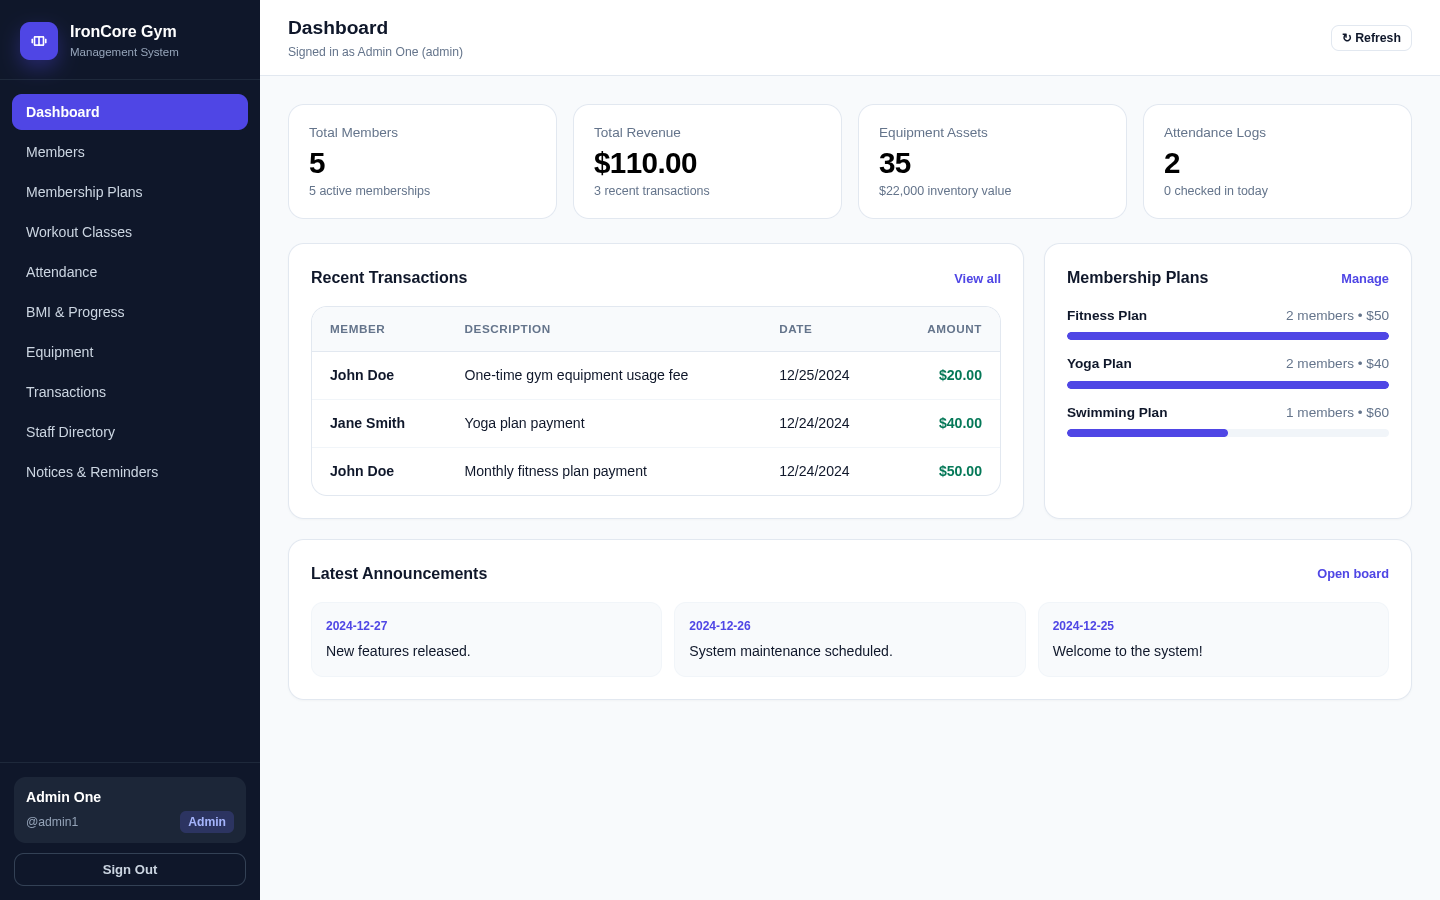 IronCore Gym
Management System
Dashboard
Members
Membership Plans
Workout Classes
Attendance
BMI & Progress
Equipment
Transactions
Staff Directory
Notices & Reminders
Admin One
@admin1 Admin
Sign Out
Dashboard
Signed in as Admin One (admin)
↻ Refresh
Total Members
5
5 active memberships
Total Revenue
$110.00
3 recent transactions
Equipment Assets
35
$22,000 inventory value
Attendance Logs
2
0 checked in today
Recent Transactions View all
MEMBER DESCRIPTION DATE AMOUNT
John Doe One-time gym equipment usage fee 12/25/2024 $20.00
Jane Smith Yoga plan payment 12/24/2024 $40.00
John Doe Monthly fitness plan payment 12/24/2024 $50.00
Membership Plans Manage
Fitness Plan 2 members • $50
Yoga Plan 2 members • $40
Swimming Plan 1 members • $60
Latest Announcements Open board
2024-12-27
New features released.
2024-12-26
System maintenance scheduled.
2024-12-25
Welcome to the system!